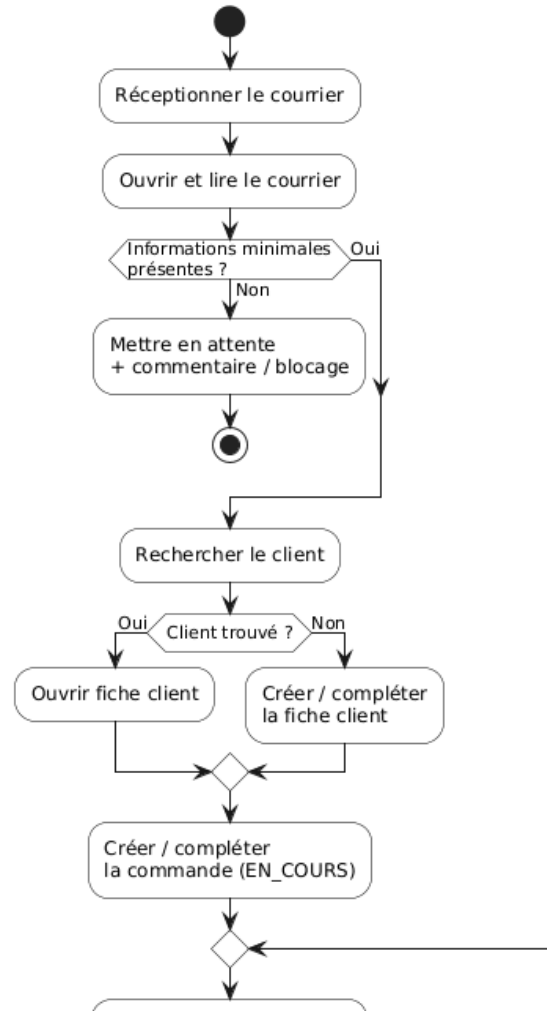 Réceptionner le courrier
Ouvrir et lire le courrier
Informations minimales
présentes ?
Oui
Non
Mettre en attente
+ commentaire / blocage
Rechercher le client
Oui
Client trouvé ?
Non
Ouvrir fiche client
Créer / compléter
la fiche client
Créer / compléter
la commande (EN_COURS)